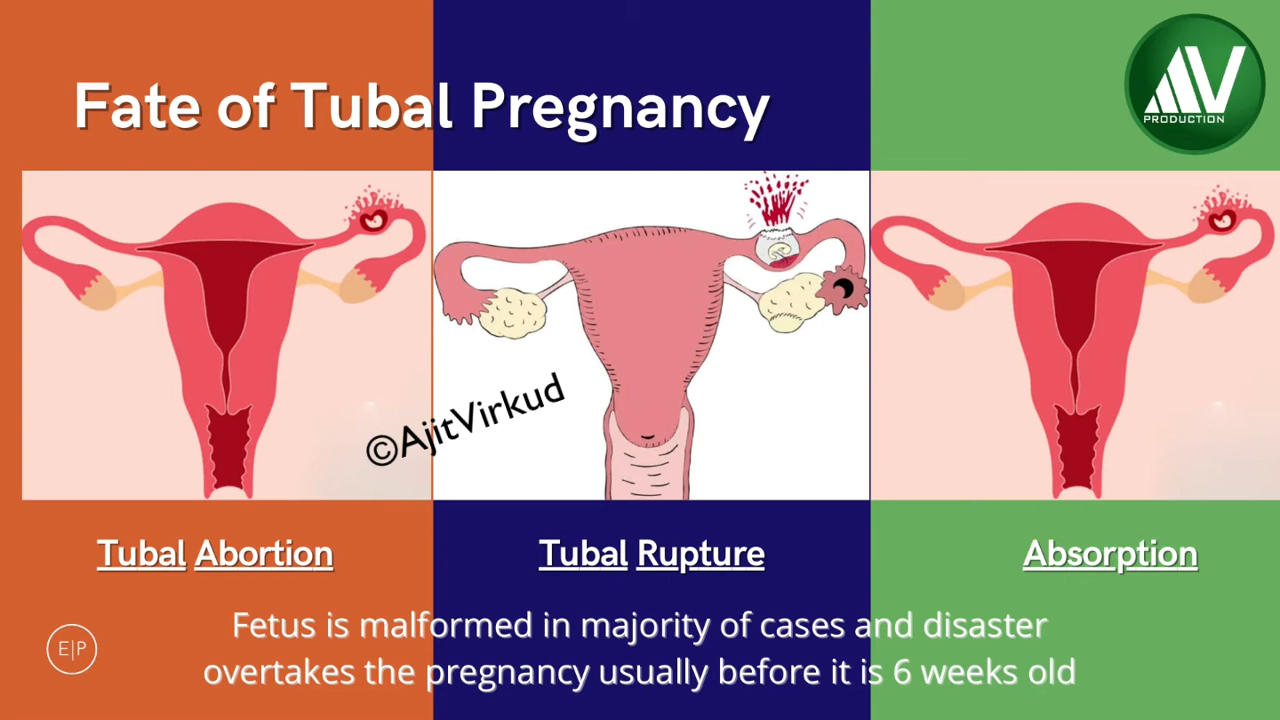 Fate of Tubal Pregnancy
AV
PRODUCTION
©AjitVirkud
Tubal Abortion
Tubal Rupture
Absorption
Fetus is malformed in majority of cases and disaster
overtakes the pregnancy usually before it is 6 weeks old
E|P